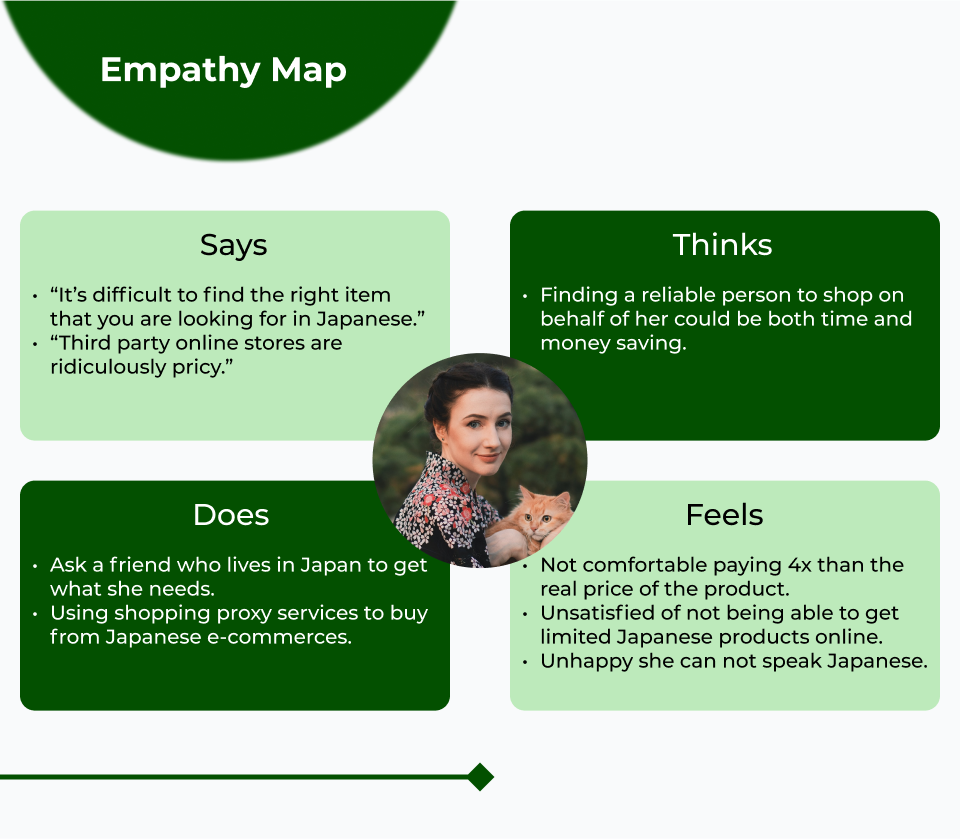 Empathy Map
Says
• “It’s difficult to find the right item
that you are looking for in Japanese.”
• “Third party online stores are
ridiculously pricy.”
Thinks
• Finding a reliable person to shop on
behalf of her could be both time and
money saving.
Does
• Ask a friend who lives in Japan to get
what she needs.
• Using shopping proxy services to buy
from Japanese e-commerces.
Feels
• Not comfortable paying 4x than the
real price of the product.
• Unsatisfied of not being able to get
limited Japanese products online.
• Unhappy she can not speak Japanese.